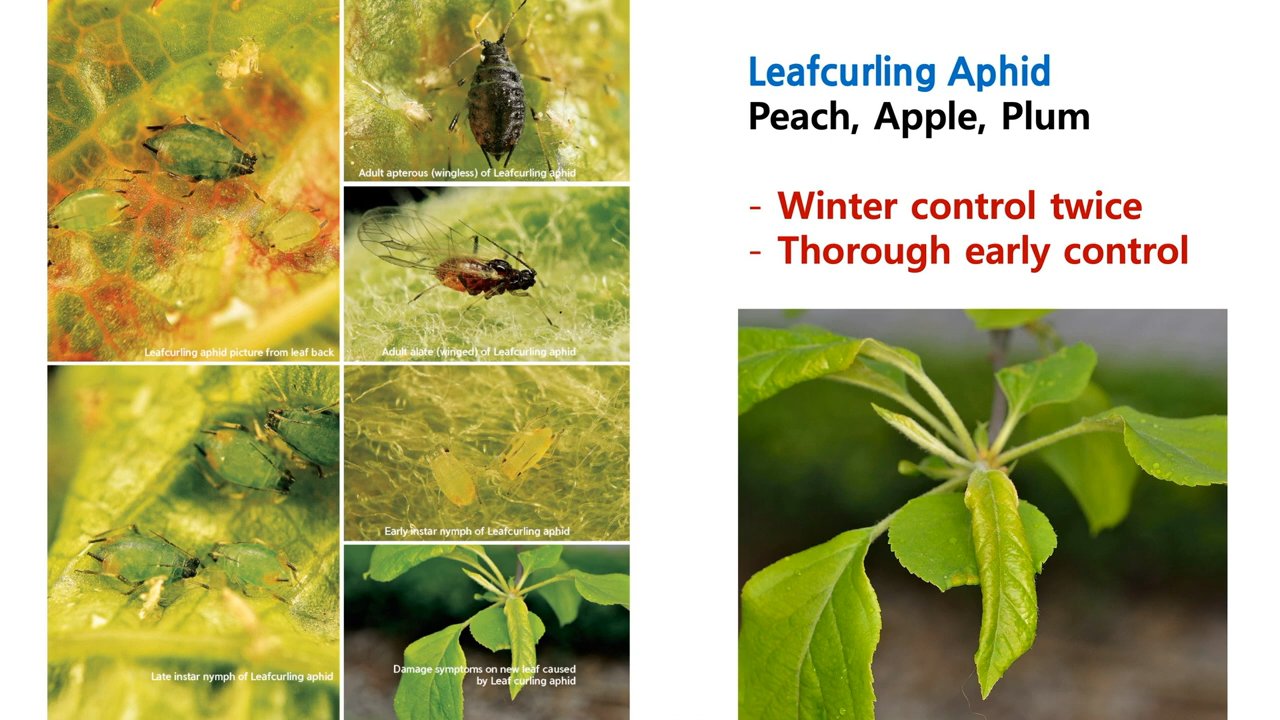 Leafcurling Aphid
Peach, Apple, Plum
- Winter control twice
- Thorough early control
Leafcurling aphid picture from leaf back
Adult apterous (wingless) of Leafcurling aphid
Adult alate (winged) of Leafcurling aphid
Early instar nymph of Leafcurling aphid
Late instar nymph of Leafcurling aphid
Damage symptoms on new leaf caused
by Leaf curling aphid